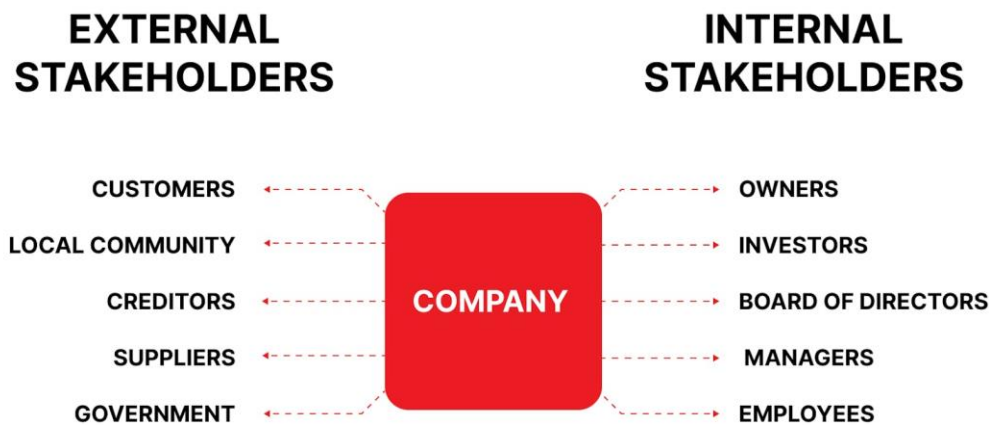 EXTERNAL
STAKEHOLDERS
CUSTOMERS
LOCAL COMMUNITY
CREDITORS
SUPPLIERS
GOVERNMENT
COMPANY
INTERNAL
STAKEHOLDERS
OWNERS
INVESTORS
BOARD OF DIRECTORS
MANAGERS
EMPLOYEES